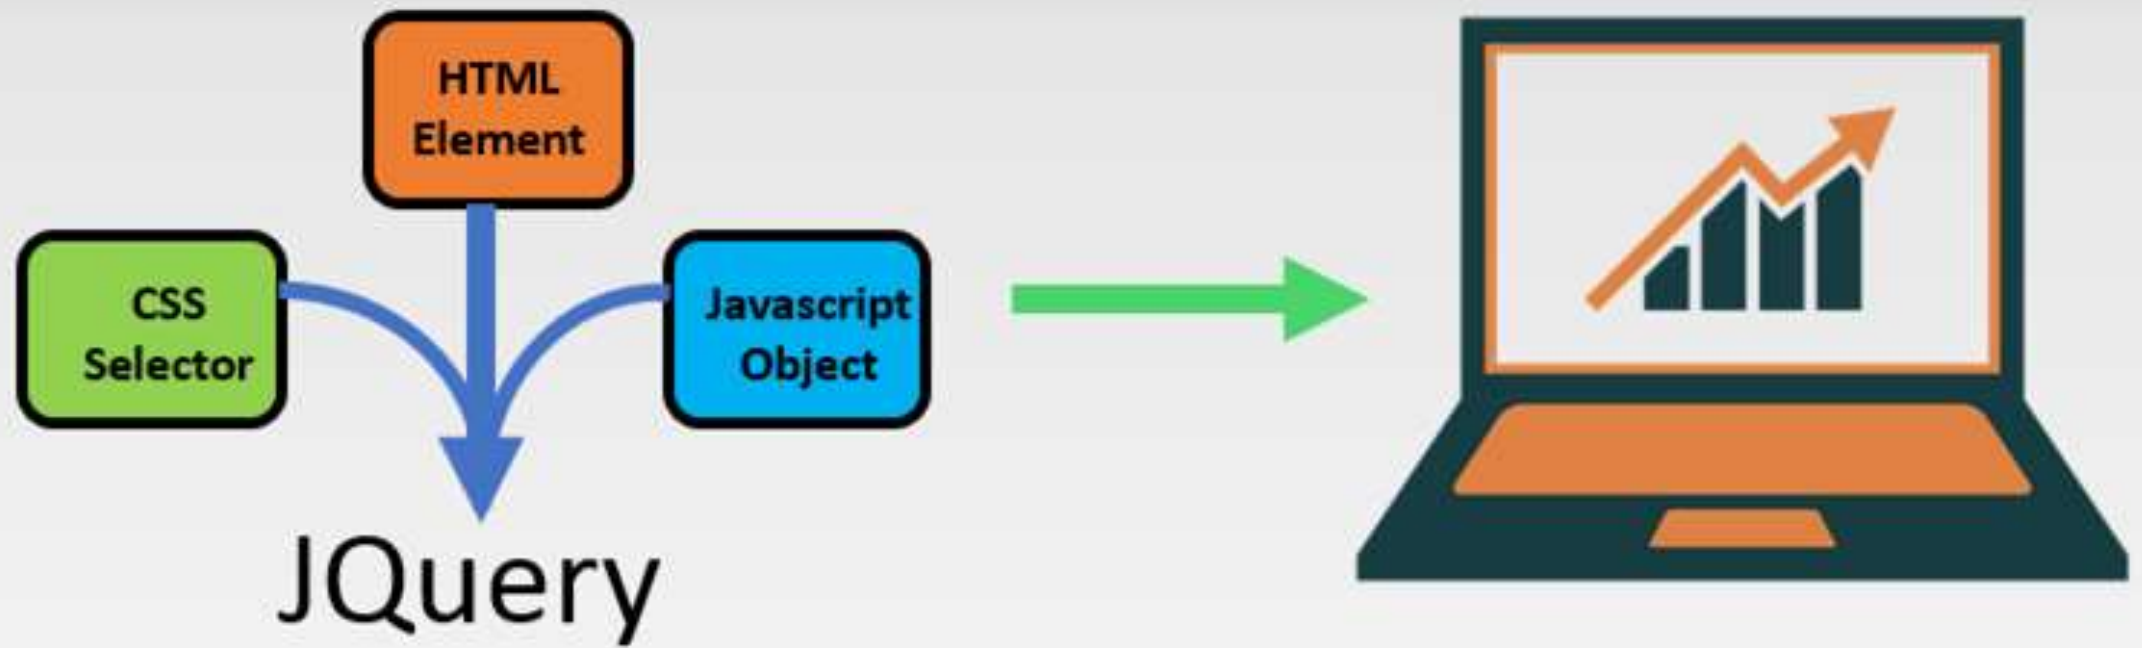 HTML
Element
CSS
Selector
Javascript
Object
JQuery